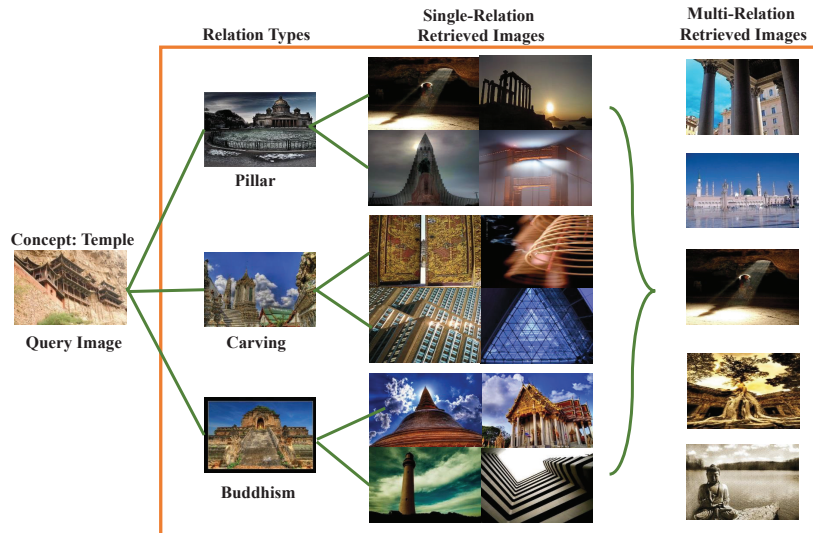 Relation Types
Single-Relation
Retrieved Images
Multi-Relation
Retrieved Images
Concept: Temple
Query Image
Pillar
Carving
Buddhism